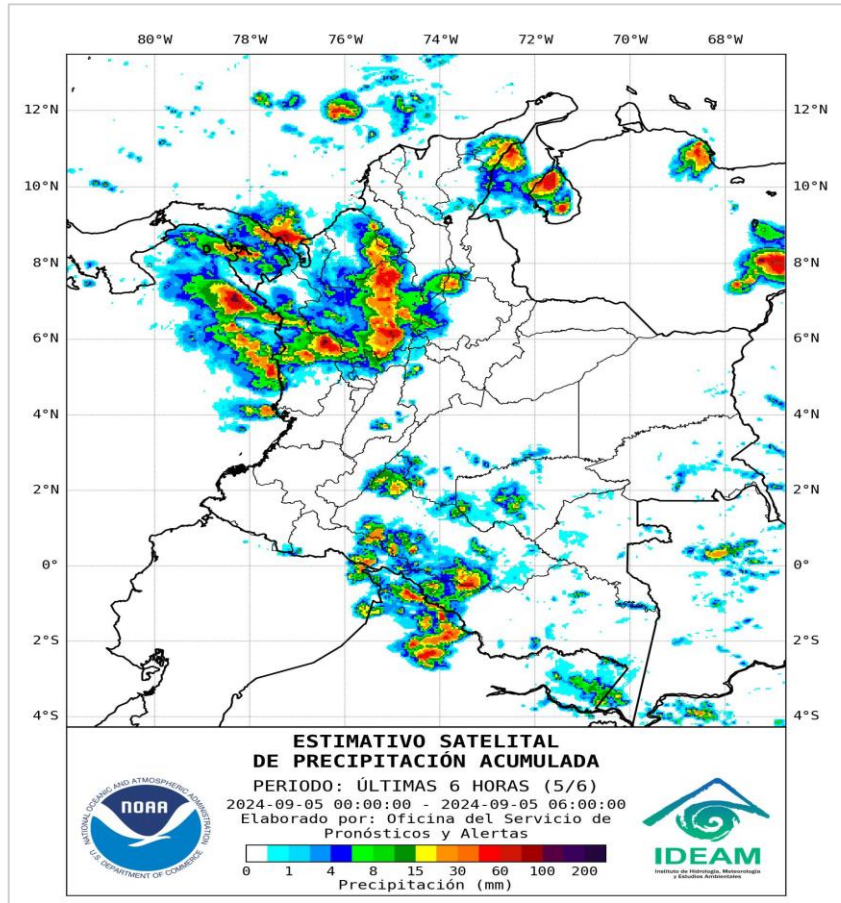 80°W 78°W 76°W 74°W 72°W 70°W 68°W
12°N 12°N
10°N 10°N
8°N 8°N
6°N 6°N
4°N 4°N
2°N 2°N
0° 0°
2°S 2°S
4°S 4°S
ESTIMATIVO SATELITAL
DE PRECIPITACIÓN ACUMULADA
PERIODO: ÚLTIMAS 6 HORAS (5/6)
2024-09-05 00:00:00 - 2024-09-05 06:00:00
Elaborado por: Oficina del Servicio de
Pronósticos y Alertas
0 1 4 8 15 30 60 100 200
Precipitación (mm)
NATIONAL OCEANIC AND ATMOSPHERIC ADMINISTRATION
NOAA
U.S. DEPARTMENT OF COMMERCE
IDEAM
Instituto de Hidrología, Meteorología
y Estudios Ambientales